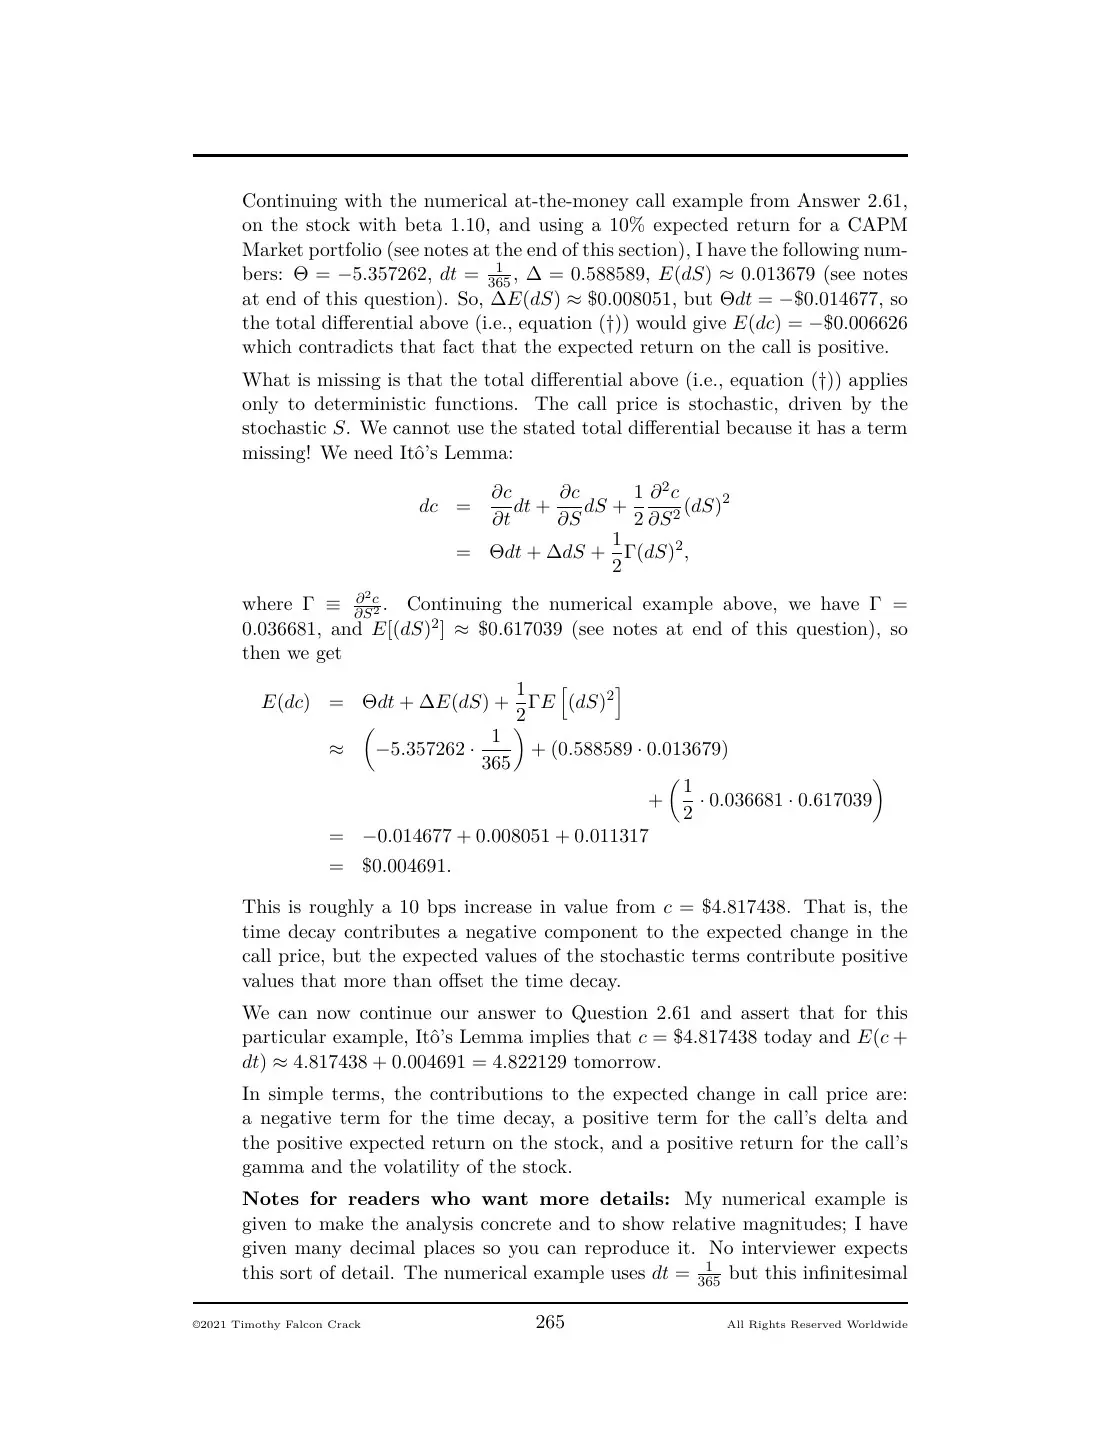 Continuing with the numerical at-the-money call example from Answer 2.61,
on the stock with beta 1.10, and using a 10% expected return for a CAPM
Market portfolio (see notes at the end of this section), I have the following num-
bers: Θ = −5.357262, dt = 1/365, Δ = 0.588589, E(dS) ≈ 0.013679 (see notes
at end of this question). So, ΔE(dS) ≈ $0.008051, but Θdt = −$0.014677, so
the total differential above (i.e., equation (†)) would give E(dc) = −$0.006626
which contradicts that fact that the expected return on the call is positive.
What is missing is that the total differential above (i.e., equation (†)) applies
only to deterministic functions. The call price is stochastic, driven by the
stochastic S. We cannot use the stated total differential because it has a term
missing! We need Itô’s Lemma:
dc = ∂c/∂t dt + ∂c/∂S dS + 1/2 ∂²c/∂S² (dS)²
= Θdt + ΔdS + 1/2 Γ(dS)²,
where Γ ≡ ∂²c/∂S². Continuing the numerical example above, we have Γ =
0.036681, and E[(dS)²] ≈ $0.617039 (see notes at end of this question), so
then we get
E(dc) = Θdt + ΔE(dS) + 1/2 ΓE [(dS)²]
≈ (−5.357262 · 1/365) + (0.588589 · 0.013679)
+ (1/2 · 0.036681 · 0.617039)
= −0.014677 + 0.008051 + 0.011317
= $0.004691.
This is roughly a 10 bps increase in value from c = $4.817438. That is, the
time decay contributes a negative component to the expected change in the
call price, but the expected values of the stochastic terms contribute positive
values that more than offset the time decay.
We can now continue our answer to Question 2.61 and assert that for this
particular example, Itô’s Lemma implies that c = $4.817438 today and E(c +
dt) ≈ 4.817438 + 0.004691 = 4.822129 tomorrow.
In simple terms, the contributions to the expected change in call price are:
a negative term for the time decay, a positive term for the call’s delta and
the positive expected return on the stock, and a positive return for the call’s
gamma and the volatility of the stock.
Notes for readers who want more details: My numerical example is
given to make the analysis concrete and to show relative magnitudes; I have
given many decimal places so you can reproduce it. No interviewer expects
this sort of detail. The numerical example uses dt = 1/365 but this infinitesimal
©2021 Timothy Falcon Crack 265 All Rights Reserved Worldwide